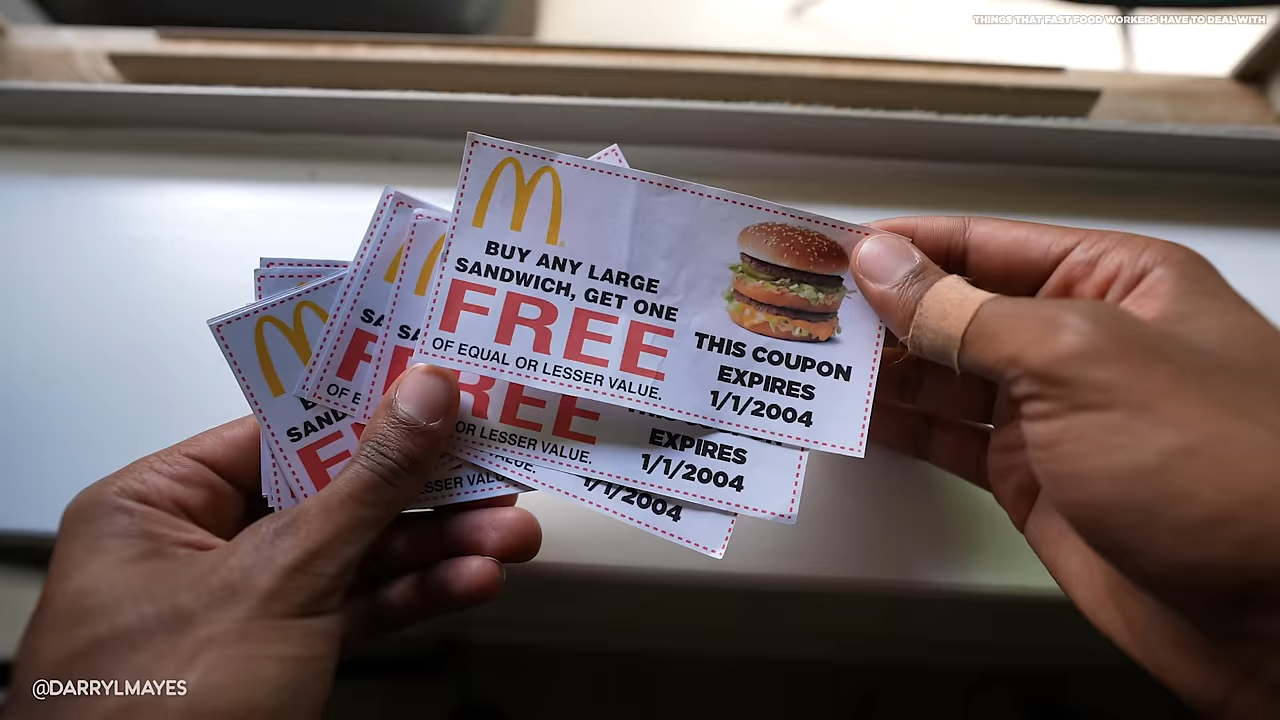 THINGS THAT FAST FOOD WORKERS HAVE TO DEAL WITH
BUY ANY LARGE
SANDWICH, GET ONE
FREE
OF EQUAL OR LESSER VALUE.
THIS COUPON
EXPIRES
1/1/2004
FREE
OR LESSER VALUE.
EXPIRES
1/1/2004
1/1/2004
@DARRYLMAYES